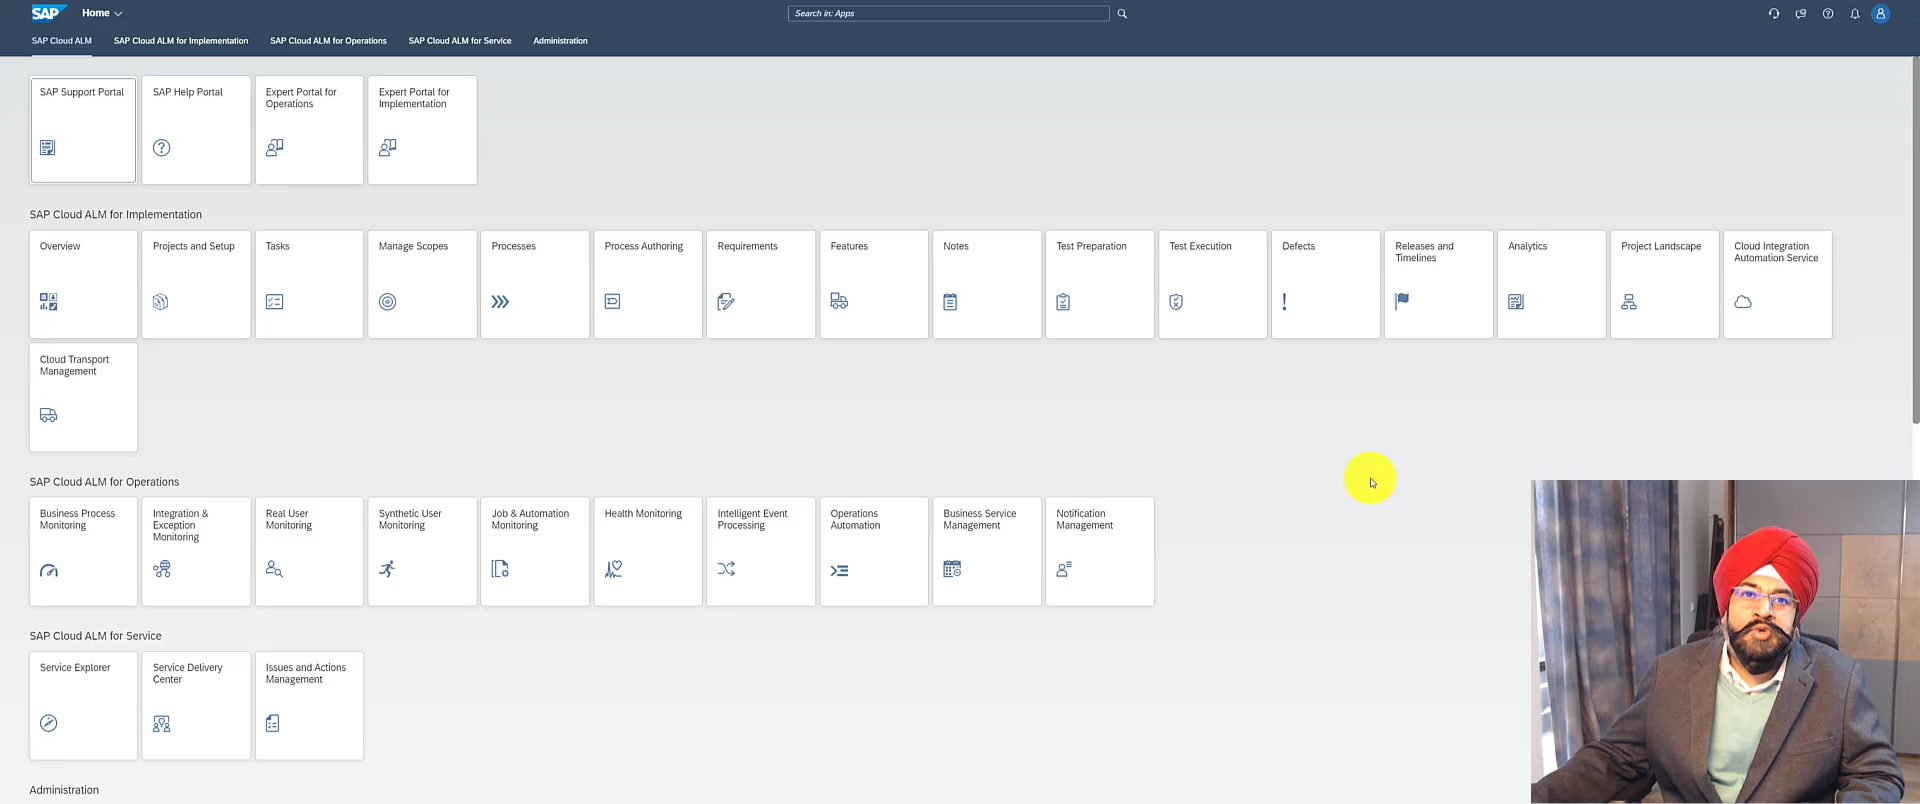 SAP Home
Search in: Apps
SAP Cloud ALM SAP Cloud ALM for Implementation SAP Cloud ALM for Operations SAP Cloud ALM for Service Administration
SAP Support Portal
SAP Help Portal
Expert Portal for
Operations
Expert Portal for
Implementation
SAP Cloud ALM for Implementation
Overview
Projects and Setup
Tasks
Manage Scopes
Processes
Process Authoring
Requirements
Features
Notes
Test Preparation
Test Execution
Defects
Releases and
Timelines
Analytics
Project Landscape
Cloud Integration
Automation Service
Cloud Transport
Management
SAP Cloud ALM for Operations
Business Process
Monitoring
Integration &
Exception
Monitoring
Real User
Monitoring
Synthetic User
Monitoring
Job & Automation
Monitoring
Health Monitoring
Intelligent Event
Processing
Operations
Automation
Business Service
Management
Notification
Management
SAP Cloud ALM for Service
Service Explorer
Service Delivery
Center
Issues and Actions
Management
Administration